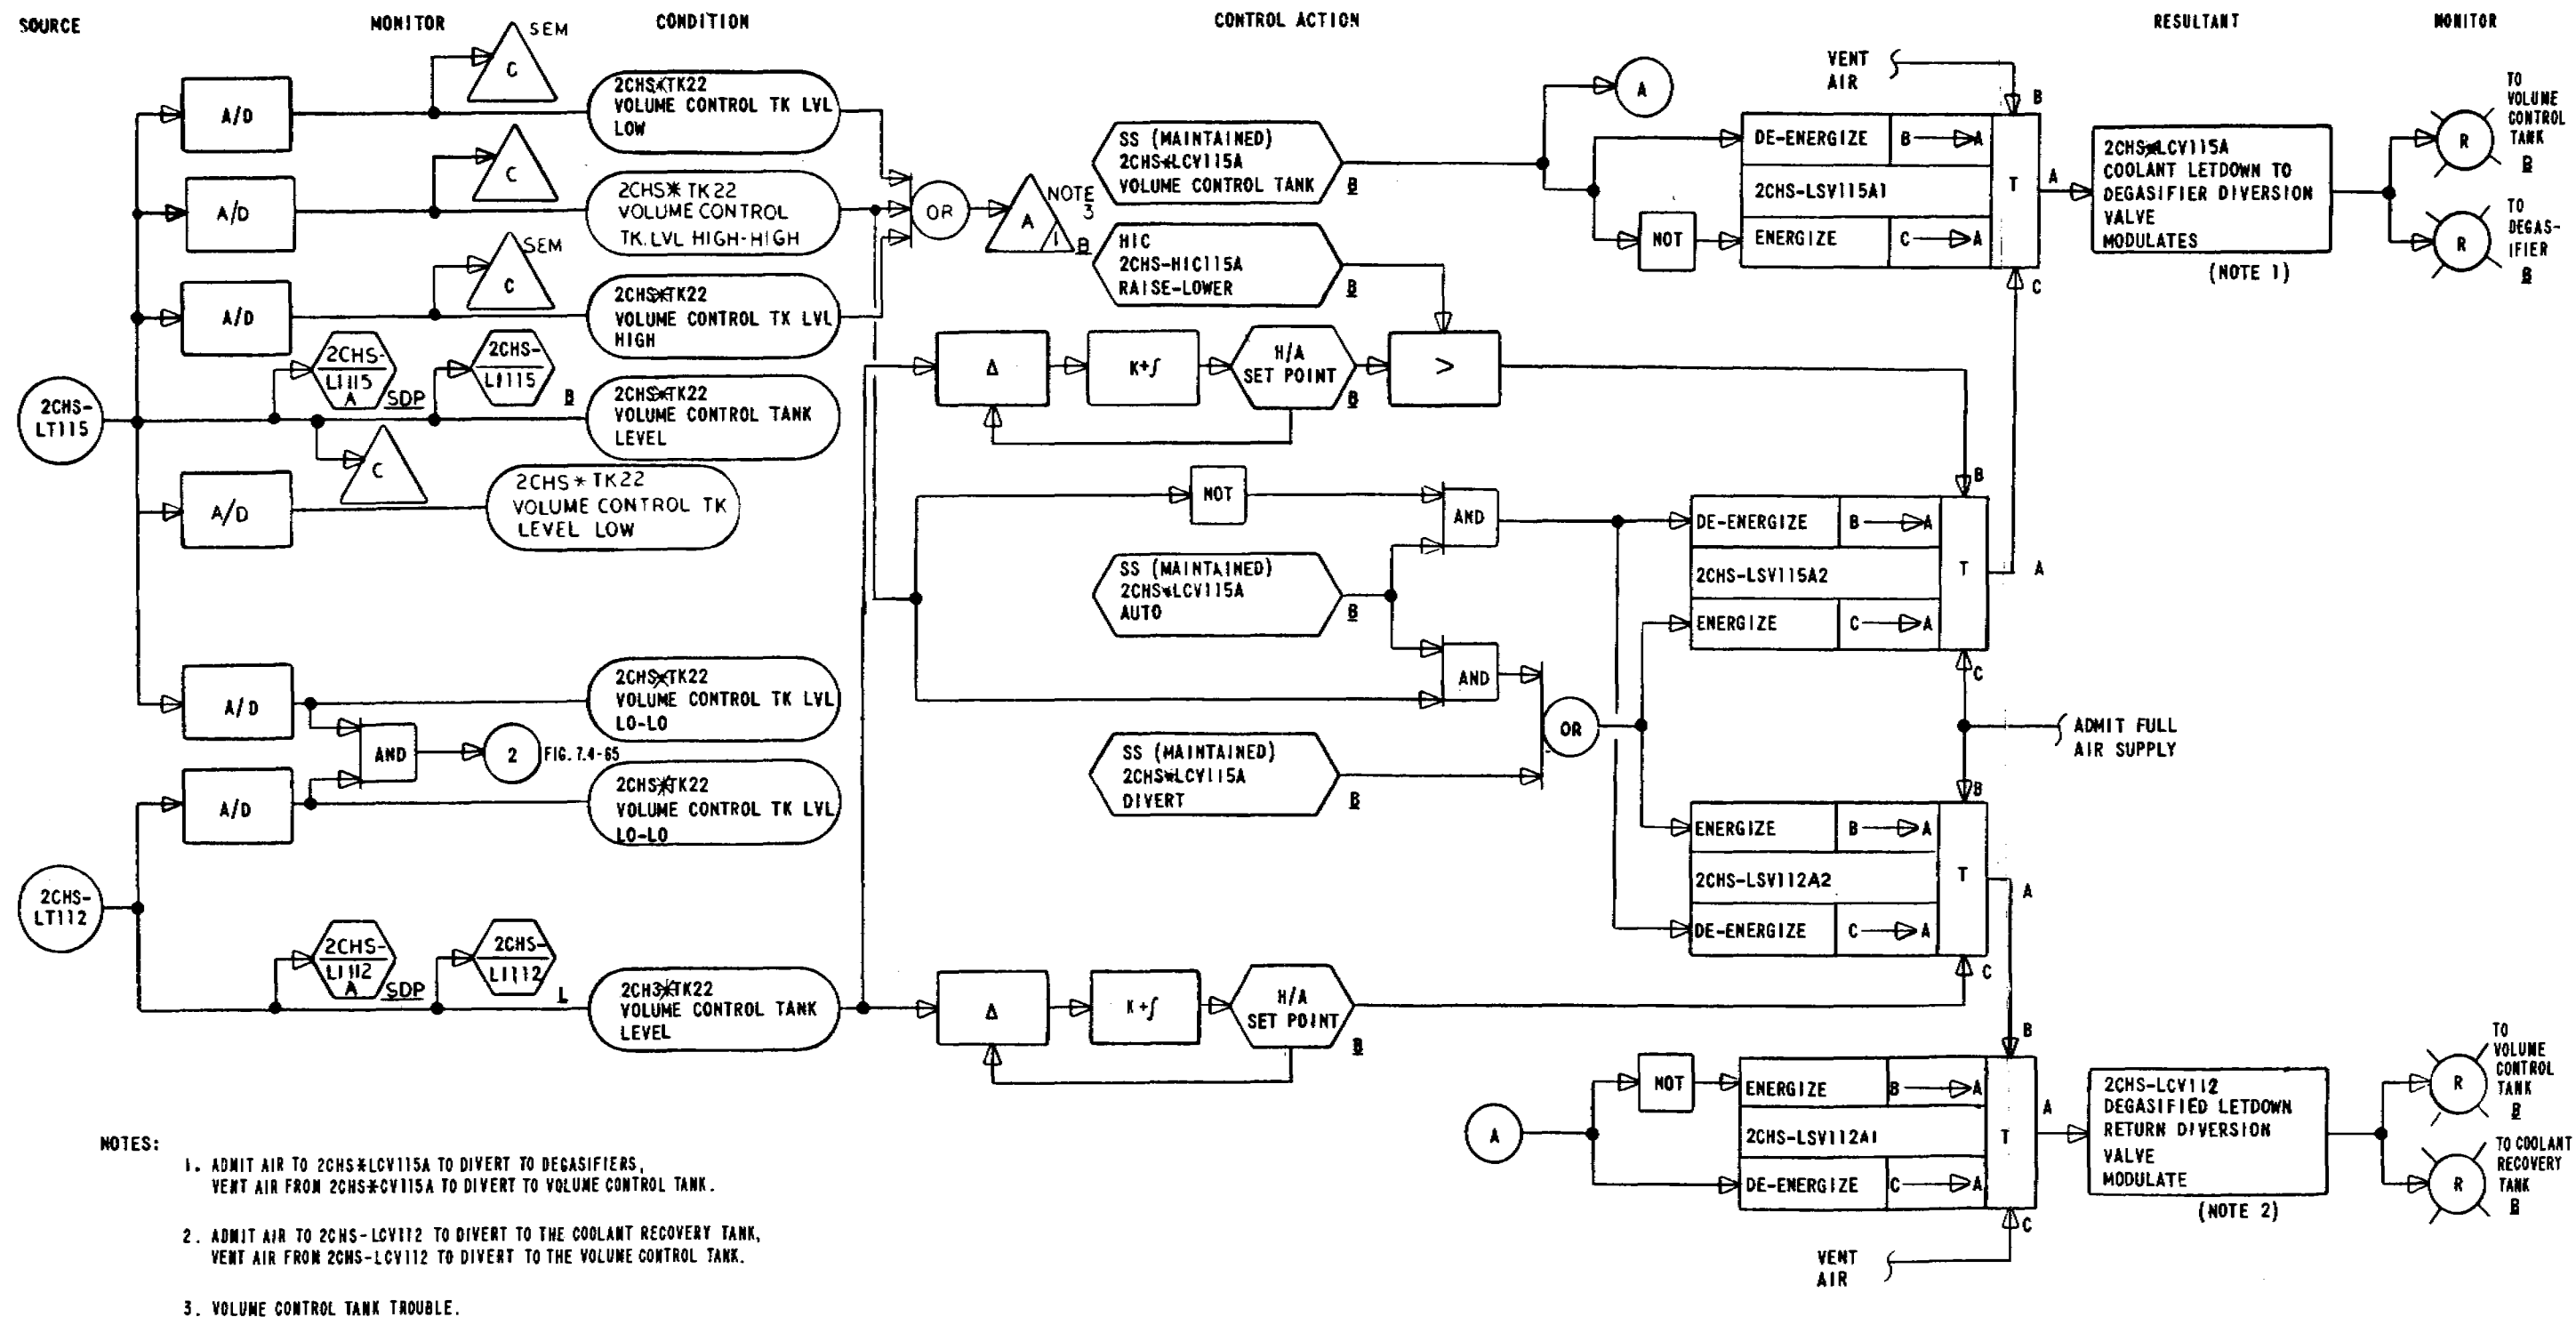 SOURCE
MONITOR
CONDITION
CONTROL ACTION
RESULTANT
MONITOR
A/D
C
SEM
2CHS*TK22
VOLUME CONTROL TK LVL
LOW
A/D
C
2CHS* TK22
VOLUME CONTROL
TK. LVL HIGH-HIGH
A/D
C
SEM
2CHS*TK22
VOLUME CONTROL TK LVL
HIGH
OR
A
1
NOTE
3
B
2CHS-
LT115
2CHS-
LI115
A
SDP
2CHS-
LI115
B
2CHS*TK22
VOLUME CONTROL TANK
LEVEL
C
A/D
2CHS*TK22
VOLUME CONTROL TK
LEVEL LOW
A/D
2CHS*TK22
VOLUME CONTROL TK LVL
LO-LO
AND
2
FIG. 7.4-65
A/D
2CHS*TK22
VOLUME CONTROL TK LVL
LO-LO
2CHS-
LT112
2CHS-
LI112
A
SDP
2CHS-
LI112
L
2CHS*TK22
VOLUME CONTROL TANK
LEVEL
SS (MAINTAINED)
2CHS*LCV115A
VOLUME CONTROL TANK
B
A
HIC
2CHS-HIC115A
RAISE-LOWER
B
Δ
K+∫
H/A
SET POINT
B
>
NOT
AND
SS (MAINTAINED)
2CHS*LCV115A
AUTO
B
AND
SS (MAINTAINED)
2CHS*LCV115A
DIVERT
B
OR
Δ
K+∫
H/A
SET POINT
B
VENT
AIR
B
NOT
DE-ENERGIZE
B A
2CHS-LSV115A1
T
ENERGIZE
C A
A
C
2CHS*LCV115A
COOLANT LETDOWN TO
DEGASIFIER DIVERSION
VALVE
MODULATES
(NOTE 1)
R
TO
VOLUME
CONTROL
TANK
B
R
TO
DEGAS-
IFIER
B
B
DE-ENERGIZE
B A
2CHS-LSV115A2
T
A
ENERGIZE
C A
C
ADMIT FULL
AIR SUPPLY
B
ENERGIZE
B A
2CHS-LSV112A2
T
A
DE-ENERGIZE
C A
C
B
A
NOT
ENERGIZE
B A
2CHS-LSV112A1
T
A
DE-ENERGIZE
C A
C
VENT
AIR
2CHS-LCV112
DEGASIFIED LETDOWN
RETURN DIVERSION
VALVE
MODULATE
(NOTE 2)
R
TO
VOLUME
CONTROL
TANK
B
R
TO COOLANT
RECOVERY
TANK
B
NOTES:
1. ADMIT AIR TO 2CHS*LCV115A TO DIVERT TO DEGASIFIERS,
VENT AIR FROM 2CHS*CV115A TO DIVERT TO VOLUME CONTROL TANK.
2. ADMIT AIR TO 2CHS-LCV112 TO DIVERT TO THE COOLANT RECOVERY TANK,
VENT AIR FROM 2CHS-LCV112 TO DIVERT TO THE VOLUME CONTROL TANK.
3. VOLUME CONTROL TANK TROUBLE.